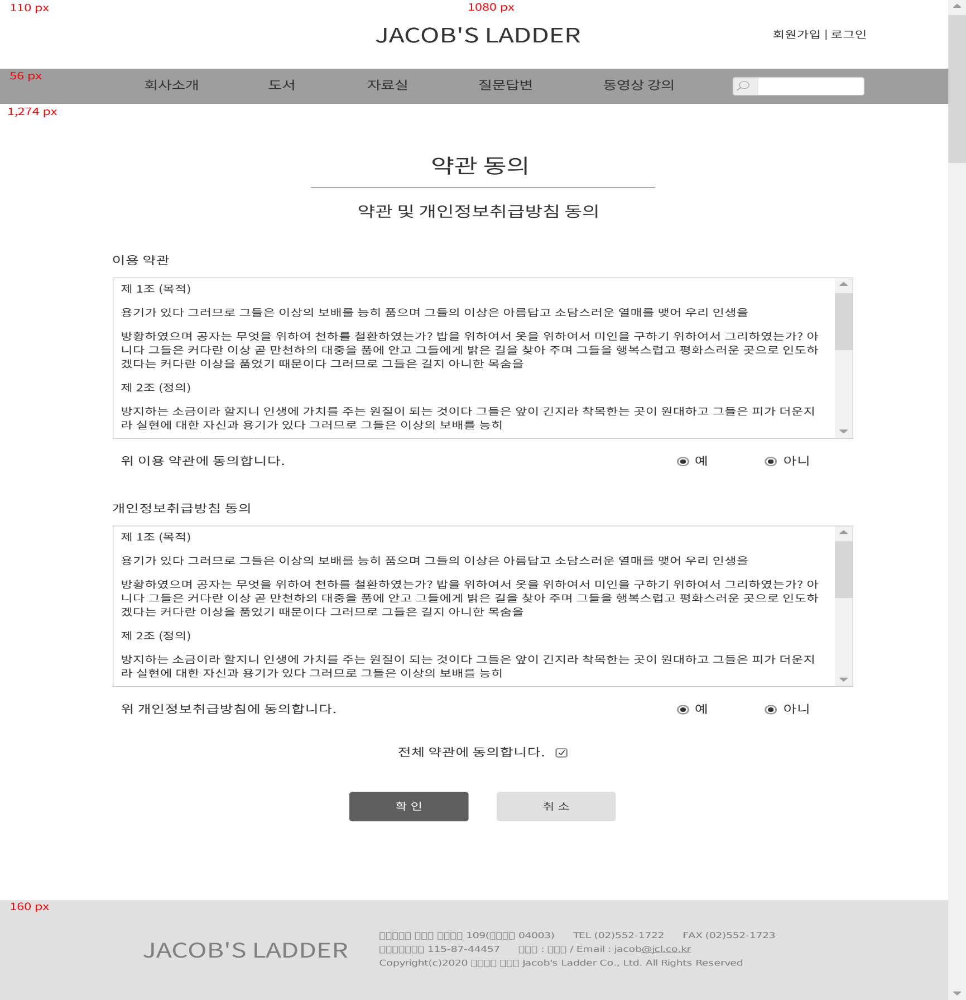 110 px
1080 px
JACOB'S LADDER
회원가입 | 로그인
56 px
회사소개 도서 자료실 질문답변 동영상 강의
1,274 px
약관 동의
약관 및 개인정보취급방침 동의
이용 약관
제 1조 (목적)
용기가 있다 그러므로 그들은 이상의 보배를 능히 품으며 그들의 이상은 아름답고 소담스러운 열매를 맺어 우리 인생을
방황하였으며 공자는 무엇을 위하여 천하를 철환하였는가? 밥을 위하여서 옷을 위하여서 미인을 구하기 위하여서 그리하였는가? 아
니다 그들은 커다란 이상 곧 만천하의 대중을 품에 안고 그들에게 밝은 길을 찾아 주며 그들을 행복스럽고 평화스러운 곳으로 인도하
겠다는 커다란 이상을 품었기 때문이다 그러므로 그들은 길지 아니한 목숨을
제 2조 (정의)
방지하는 소금이라 할지니 인생에 가치를 주는 원질이 되는 것이다 그들은 앞이 긴지라 착목한는 곳이 원대하고 그들은 피가 더운지
라 실현에 대한 자신과 용기가 있다 그러므로 그들은 이상의 보배를 능히
위 이용 약관에 동의합니다. 예 아니
개인정보취급방침 동의
제 1조 (목적)
용기가 있다 그러므로 그들은 이상의 보배를 능히 품으며 그들의 이상은 아름답고 소담스러운 열매를 맺어 우리 인생을
방황하였으며 공자는 무엇을 위하여 천하를 철환하였는가? 밥을 위하여서 옷을 위하여서 미인을 구하기 위하여서 그리하였는가? 아
니다 그들은 커다란 이상 곧 만천하의 대중을 품에 안고 그들에게 밝은 길을 찾아 주며 그들을 행복스럽고 평화스러운 곳으로 인도하
겠다는 커다란 이상을 품었기 때문이다 그러므로 그들은 길지 아니한 목숨을
제 2조 (정의)
방지하는 소금이라 할지니 인생에 가치를 주는 원질이 되는 것이다 그들은 앞이 긴지라 착목한는 곳이 원대하고 그들은 피가 더운지
라 실현에 대한 자신과 용기가 있다 그러므로 그들은 이상의 보배를 능히
위 개인정보취급방침에 동의합니다. 예 아니
전체 약관에 동의합니다.
확 인
취 소
160 px
JACOB'S LADDER
109( 04003) TEL (02)552-1722 FAX (02)552-1723
115-87-44457 : / Email : jacob@jcl.co.kr
Copyright(c)2020 Jacob's Ladder Co., Ltd. All Rights Reserved